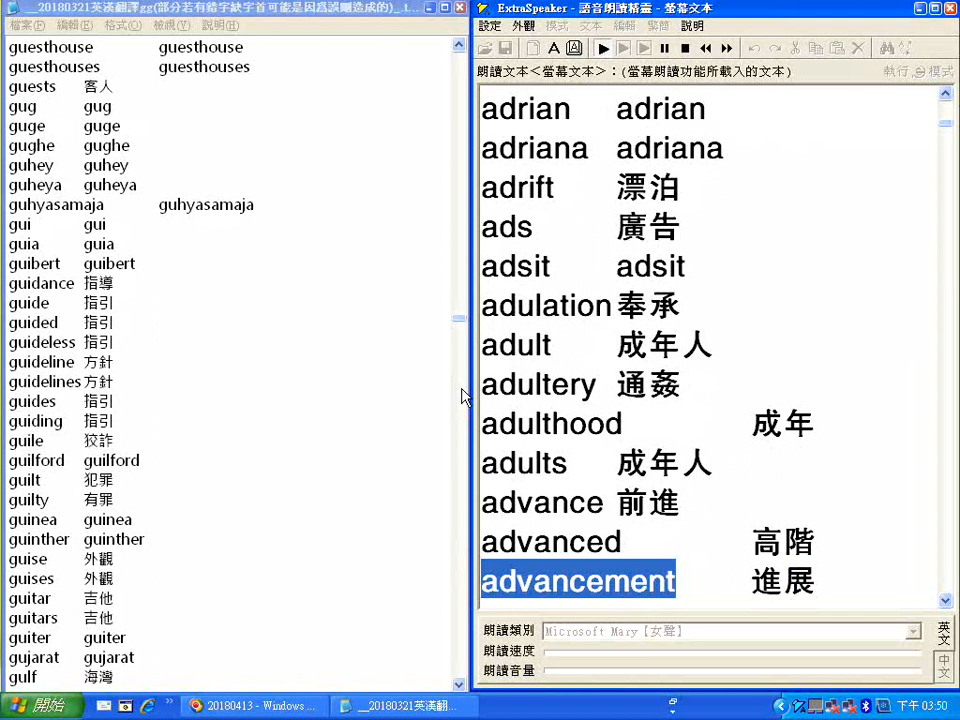 __20180321英漢翻譯gg(部分若有錯字缺字首可能是因為誤刪造成的)_t...
檔案(F) 編輯(E) 格式(O) 檢視(V) 說明(H)
guesthouse guesthouse
guesthouses guesthouses
guests 客人
gug gug
guge guge
gughe gughe
guhey guhey
guheya guheya
guhyasamaja guhyasamaja
gui gui
guia guia
guibert guibert
guidance 指導
guide 指引
guided 指引
guideless 指引
guideline 方針
guidelines 方針
guides 指引
guiding 指引
guile 狡詐
guilford guilford
guilt 犯罪
guilty 有罪
guinea guinea
guinther guinther
guise 外觀
guises 外觀
guitar 吉他
guitars 吉他
guiter guiter
gujarat gujarat
gulf 海灣
ExtraSpeaker - 語音朗讀精靈 - 螢幕文本
設定 外觀 模式 文本 編輯 繁簡 說明
朗讀文本<螢幕文本>：(螢幕朗讀功能所載入的文本) 執行 模式
adrian adrian
adriana adriana
adrift 漂泊
ads 廣告
adsit adsit
adulation 奉承
adult 成年人
adultery 通姦
adulthood 成年
adults 成年人
advance 前進
advanced 高階
advancement 進展
朗讀類別 Microsoft Mary【女聲】
朗讀速度
朗讀音量
英文
中文
開始 20180413 - Windows ... __20180321英漢翻... 下午 03:50